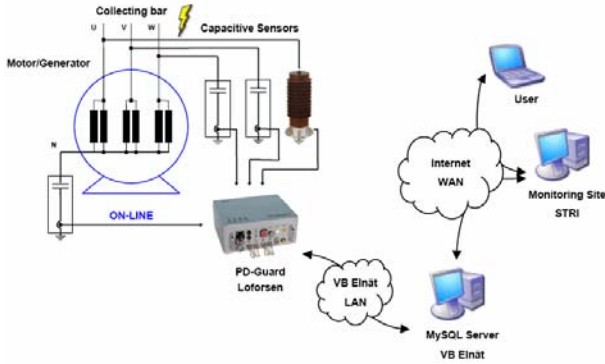 Collecting bar
U V W
Capacitive Sensors
Motor/Generator
N
ON-LINE
PD-Guard
Loforsen
VB Elnät
LAN
Internet
WAN
User
Monitoring Site
STRI
MySQL Server
VB Elnät